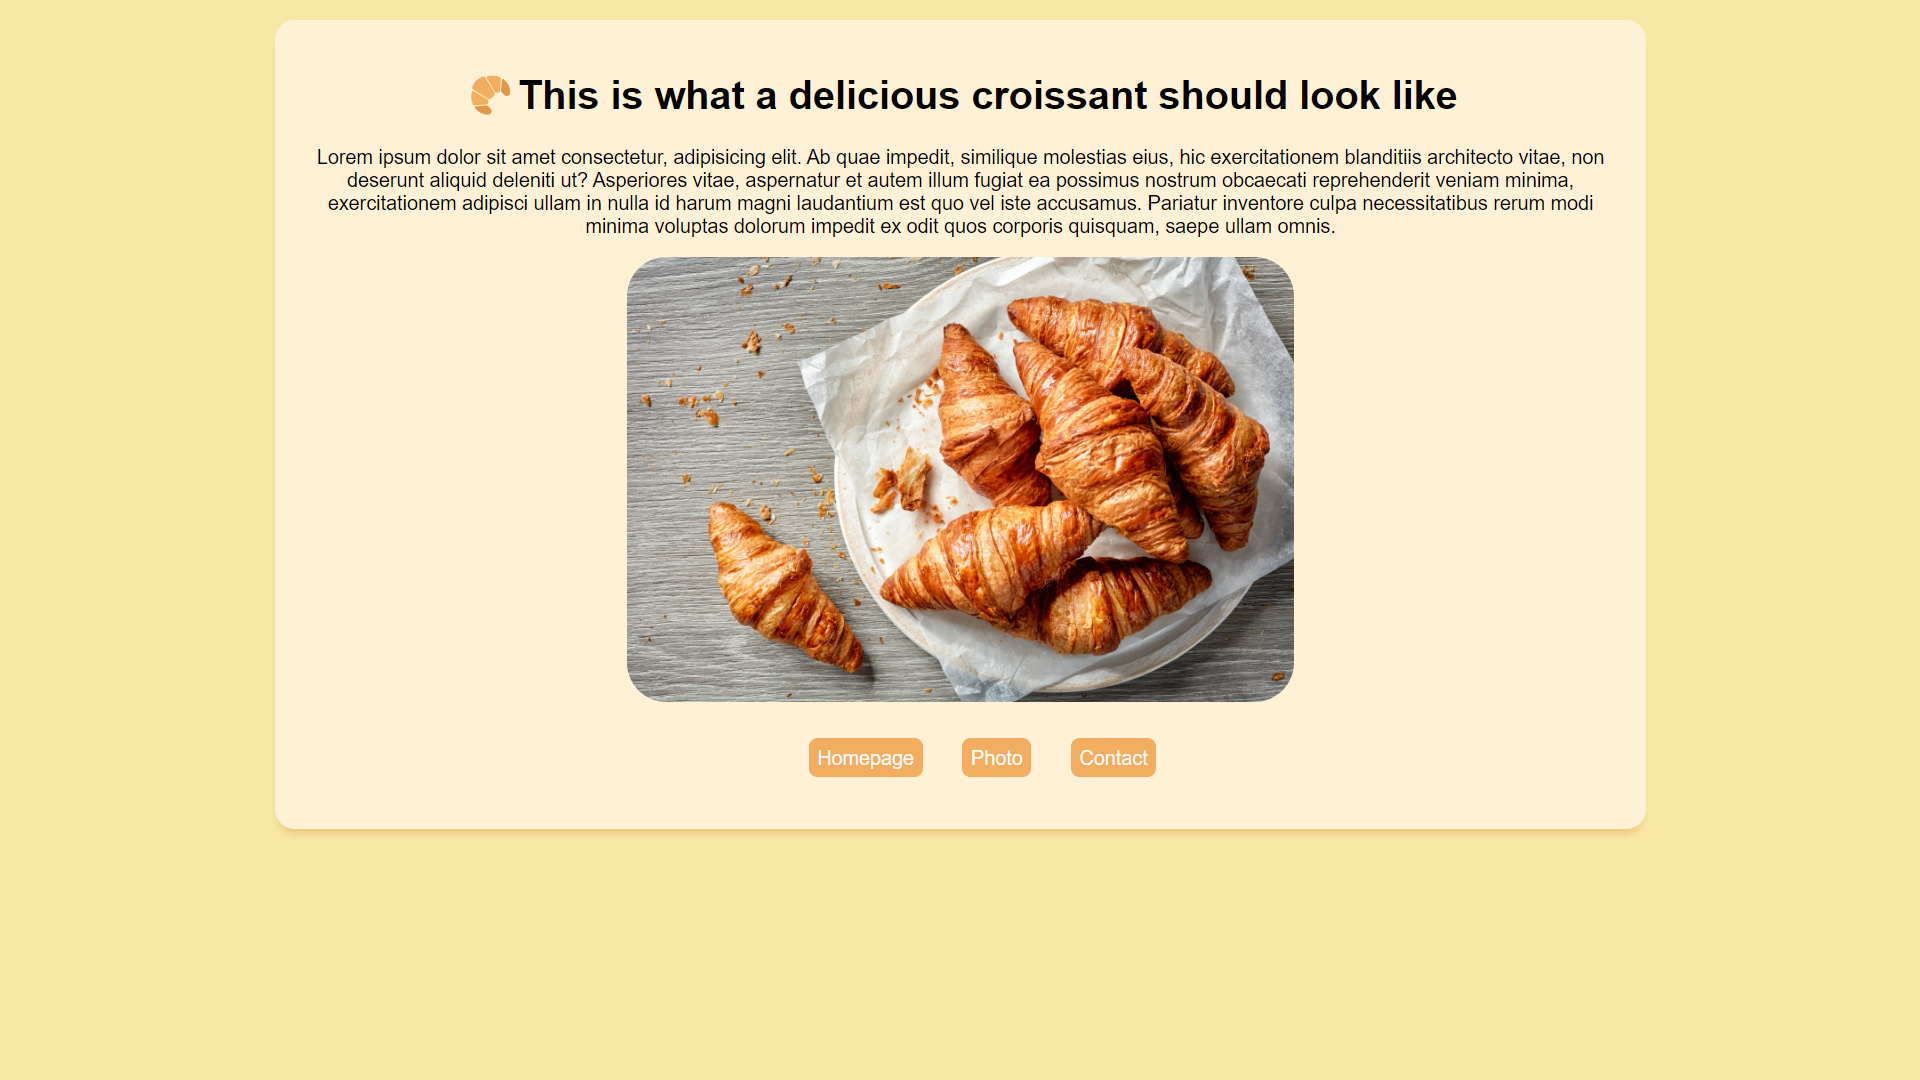 This is what a delicious croissant should look like
Lorem ipsum dolor sit amet consectetur, adipisicing elit. Ab quae impedit, similique molestias eius, hic exercitationem blanditiis architecto vitae, non
deserunt aliquid deleniti ut? Asperiores vitae, aspernatur et autem illum fugiat ea possimus nostrum obcaecati reprehenderit veniam minima,
exercitationem adipisci ullam in nulla id harum magni laudantium est quo vel iste accusamus. Pariatur inventore culpa necessitatibus rerum modi
minima voluptas dolorum impedit ex odit quos corporis quisquam, saepe ullam omnis.
Homepage Photo Contact